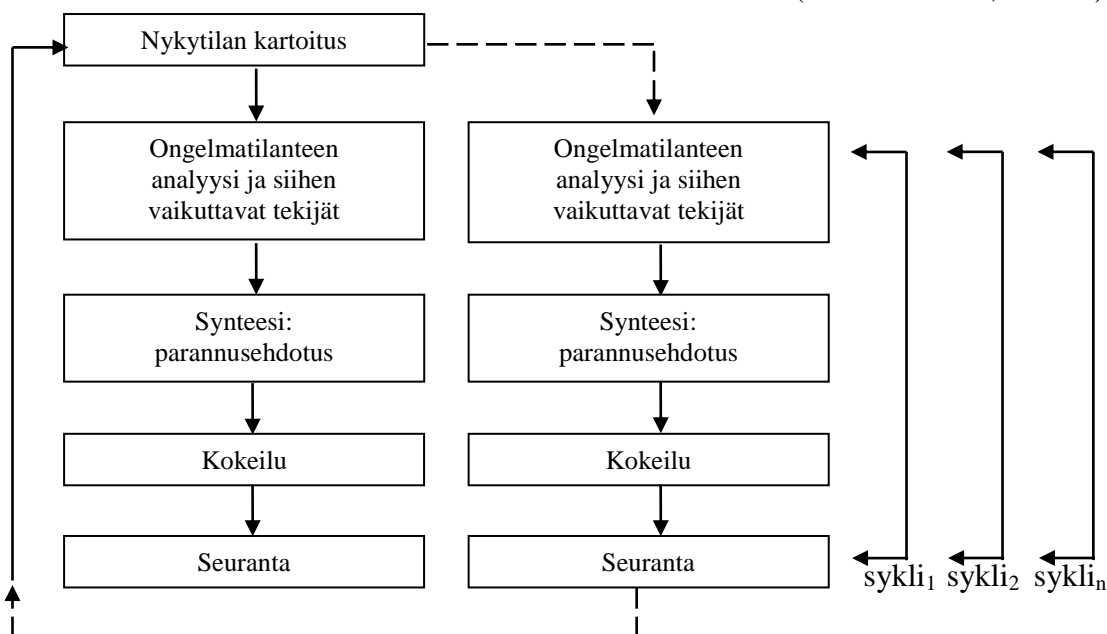 Nykytilan kartoitus
Ongelmatilanteen
analyysi ja siihen
vaikuttavat tekijät
Synteesi:
parannusehdotus
Kokeilu
Seuranta
Ongelmatilanteen
analyysi ja siihen
vaikuttavat tekijät
Synteesi:
parannusehdotus
Kokeilu
Seuranta
sykli₁ sykli₂ sykliₙ